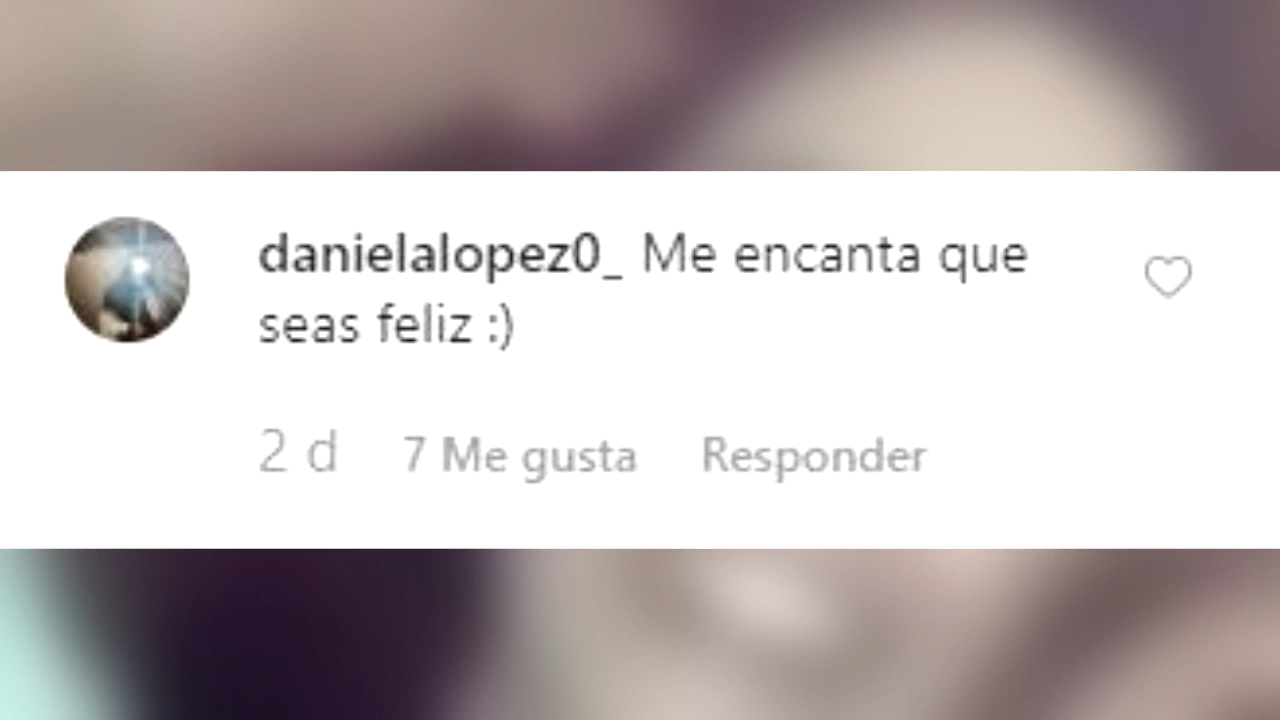 danielalopez0_ Me encanta que
seas feliz :)
2 d 7 Me gusta Responder